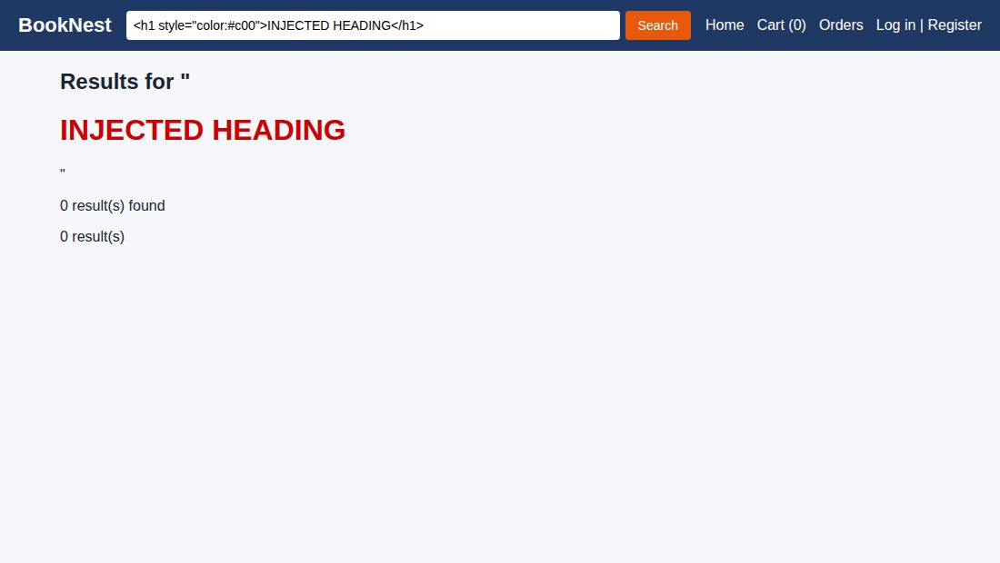 BookNest <h1 style="color:#c00">INJECTED HEADING</h1> Search Home Cart (0) Orders Log in | Register
Results for "
INJECTED HEADING
"
0 result(s) found
0 result(s)